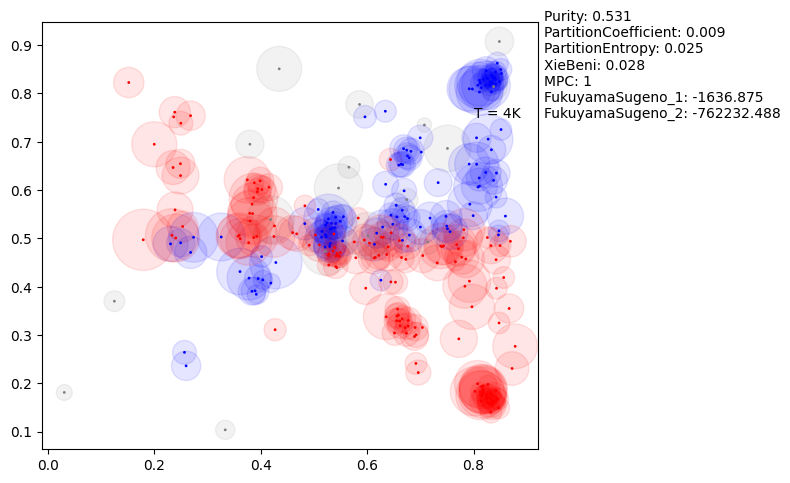 Purity: 0.531
PartitionCoefficient: 0.009
PartitionEntropy: 0.025
XieBeni: 0.028
MPC: 1
FukuyamaSugeno_1: -1636.875
FukuyamaSugeno_2: -762232.488
T = 4K
0.9
0.8
0.7
0.6
0.5
0.4
0.3
0.2
0.1
0.0
0.2
0.4
0.6
0.8